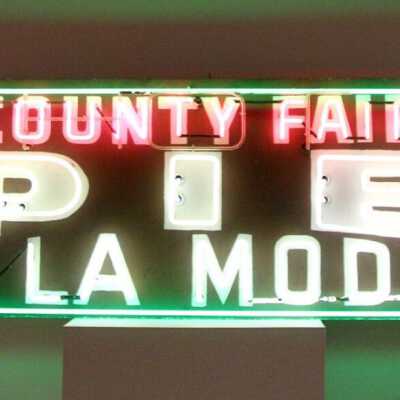 COUNTY FAI
PIE
LA MOD